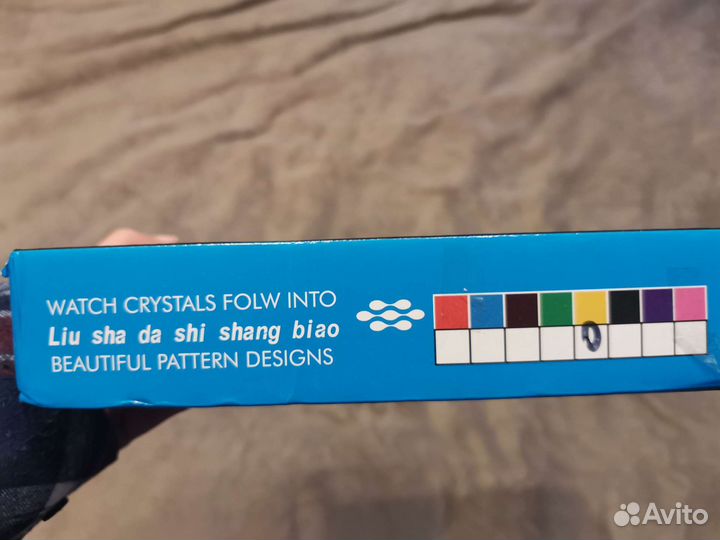 WATCH CRYSTALS FOLW INTO
Liu sha da shi shang biao
BEAUTIFUL PATTERN DESIGNS
Avito